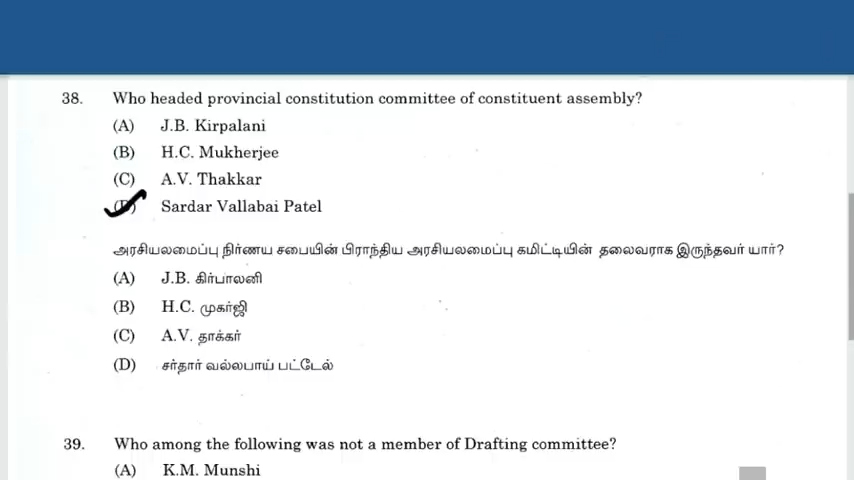 38. Who headed provincial constitution committee of constituent assembly?
(A) J.B. Kirpalani
(B) H.C. Mukherjee
(C) A.V. Thakkar
(D) Sardar Vallabai Patel
அரசியலமைப்பு நிர்ணய சபையின் பிராந்திய அரசியலமைப்பு கமிட்டியின் தலைவராக இருந்தவர் யார்?
(A) J.B. கிர்பாலனி
(B) H.C. முகர்ஜி
(C) A.V. தாக்கர்
(D) சர்தார் வல்லபாய் பட்டேல்
39. Who among the following was not a member of Drafting committee?
(A) K.M. Munshi